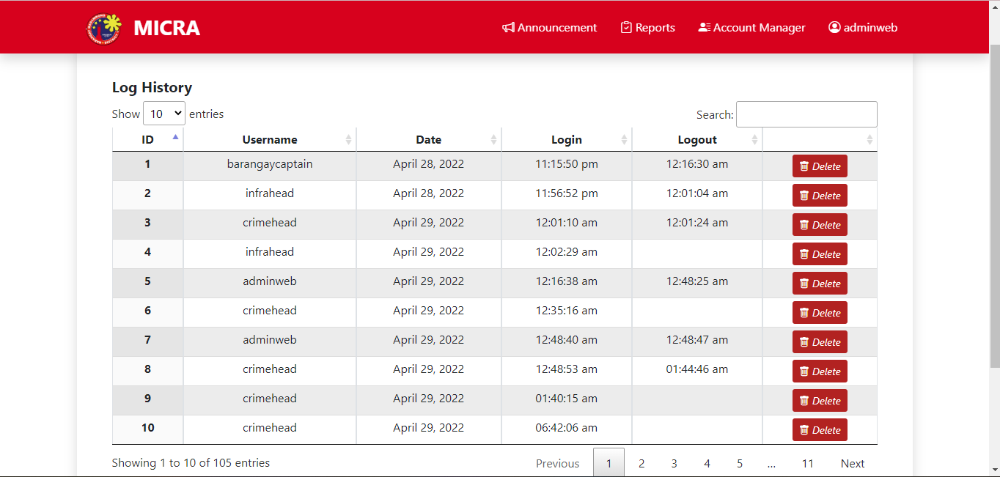 MICRA Announcement Reports Account Manager adminweb
Log History
Show 10 entries Search:
ID Username Date Login Logout
1 barangaycaptain April 28, 2022 11:15:50 pm 12:16:30 am Delete
2 infrahead April 28, 2022 11:56:52 pm 12:01:04 am Delete
3 crimehead April 29, 2022 12:01:10 am 12:01:24 am Delete
4 infrahead April 29, 2022 12:02:29 am Delete
5 adminweb April 29, 2022 12:16:38 am 12:48:25 am Delete
6 crimehead April 29, 2022 12:35:16 am Delete
7 adminweb April 29, 2022 12:48:40 am 12:48:47 am Delete
8 crimehead April 29, 2022 12:48:53 am 01:44:46 am Delete
9 crimehead April 29, 2022 01:40:15 am Delete
10 crimehead April 29, 2022 06:42:06 am Delete
Showing 1 to 10 of 105 entries Previous 1 2 3 4 5 ... 11 Next